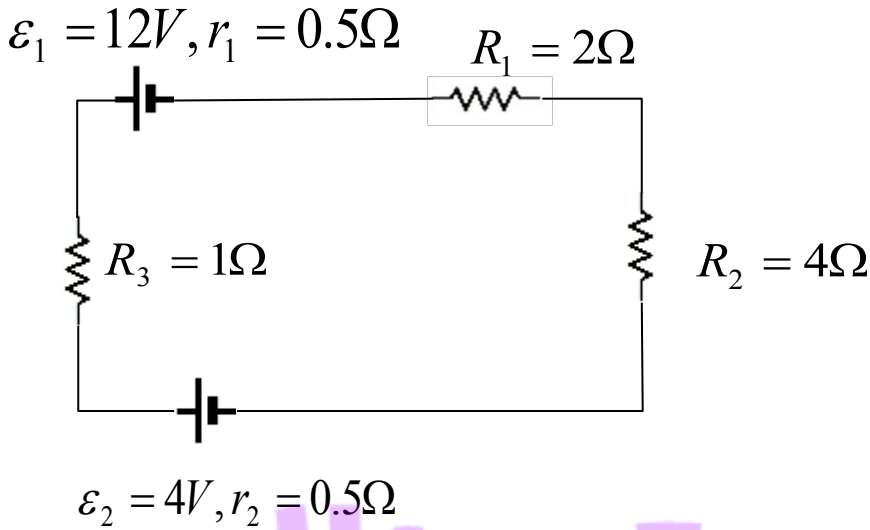 ε₁ = 12V, r₁ = 0.5Ω
R₁ = 2Ω
R₃ = 1Ω
R₂ = 4Ω
ε₂ = 4V, r₂ = 0.5Ω